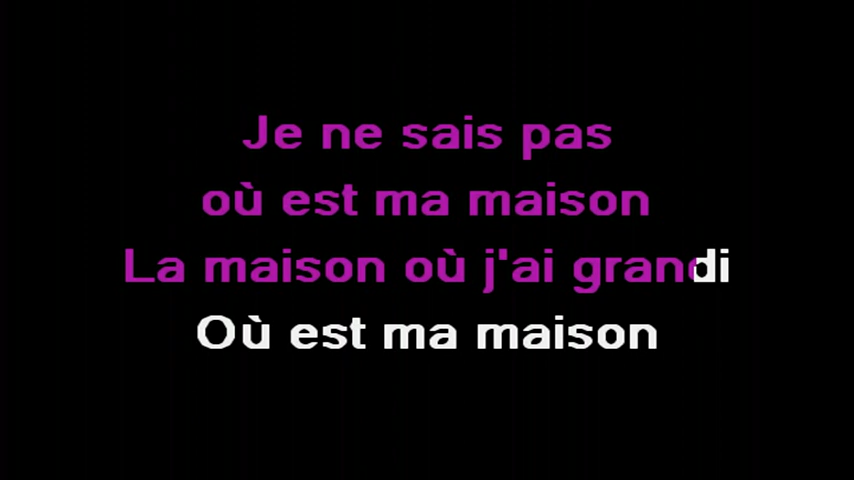 Je ne sais pas
où est ma maison
La maison où j'ai grandi
Où est ma maison